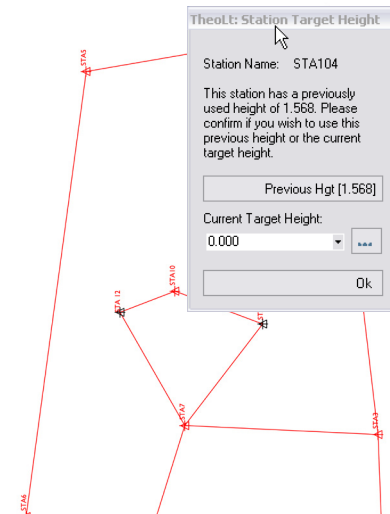 TheoLt: Station Target Height
Station Name: STA104
This station has a previously
used height of 1.568. Please
confirm if you wish to use this
previous height or the current
target height.
Previous Hgt [1.568]
Current Target Height:
0.000
...
Ok
STA5
STA10
STA 12
STA7
STA3
STA6